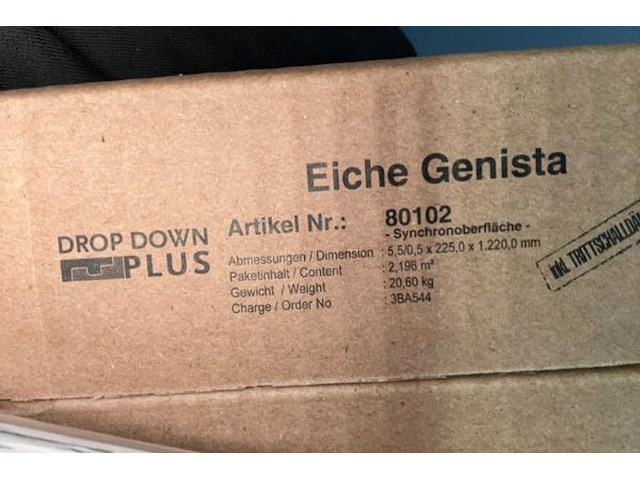 Eiche Genista
Artikel Nr.: 80102
- Synchronoberfläche -
DROP DOWN
PLUS
Abmessungen / Dimension : 5,5/0,5 x 225,0 x 1.220,0 mm
Paketinhalt / Content : 2,196 m²
Gewicht / Weight : 20,60 kg
Charge / Order No : 3BA544
inkl. TRITTSCHALLDÄ